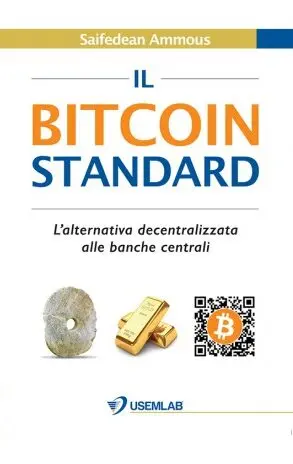 Saifedean Ammous
IL
BITCOIN
STANDARD
L'alternativa decentralizzata
alle banche centrali
USEMLAB